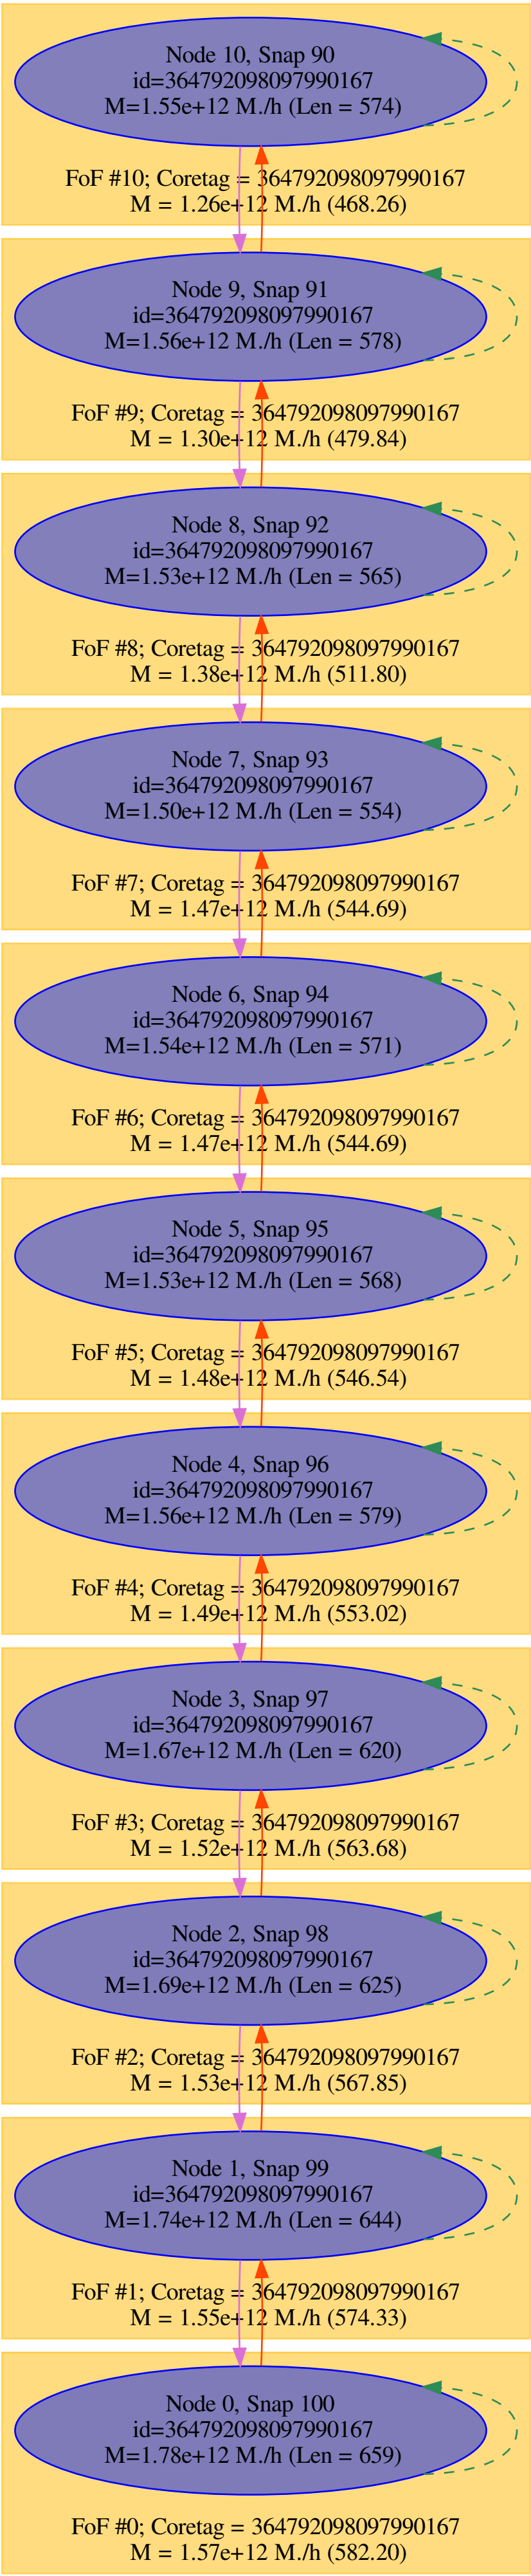 Node 10, Snap 90
id=364792098097990167
M=1.55e+12 M./h (Len = 574)
FoF #10; Coretag = 364792098097990167
M = 1.26e+12 M./h (468.26)
Node 9, Snap 91
id=364792098097990167
M=1.56e+12 M./h (Len = 578)
FoF #9; Coretag = 364792098097990167
M = 1.30e+12 M./h (479.84)
Node 8, Snap 92
id=364792098097990167
M=1.53e+12 M./h (Len = 565)
FoF #8; Coretag = 364792098097990167
M = 1.38e+12 M./h (511.80)
Node 7, Snap 93
id=364792098097990167
M=1.50e+12 M./h (Len = 554)
FoF #7; Coretag = 364792098097990167
M = 1.47e+12 M./h (544.69)
Node 6, Snap 94
id=364792098097990167
M=1.54e+12 M./h (Len = 571)
FoF #6; Coretag = 364792098097990167
M = 1.47e+12 M./h (544.69)
Node 5, Snap 95
id=364792098097990167
M=1.53e+12 M./h (Len = 568)
FoF #5; Coretag = 364792098097990167
M = 1.48e+12 M./h (546.54)
Node 4, Snap 96
id=364792098097990167
M=1.56e+12 M./h (Len = 579)
FoF #4; Coretag = 364792098097990167
M = 1.49e+12 M./h (553.02)
Node 3, Snap 97
id=364792098097990167
M=1.67e+12 M./h (Len = 620)
FoF #3; Coretag = 364792098097990167
M = 1.52e+12 M./h (563.68)
Node 2, Snap 98
id=364792098097990167
M=1.69e+12 M./h (Len = 625)
FoF #2; Coretag = 364792098097990167
M = 1.53e+12 M./h (567.85)
Node 1, Snap 99
id=364792098097990167
M=1.74e+12 M./h (Len = 644)
FoF #1; Coretag = 364792098097990167
M = 1.55e+12 M./h (574.33)
Node 0, Snap 100
id=364792098097990167
M=1.78e+12 M./h (Len = 659)
FoF #0; Coretag = 364792098097990167
M = 1.57e+12 M./h (582.20)